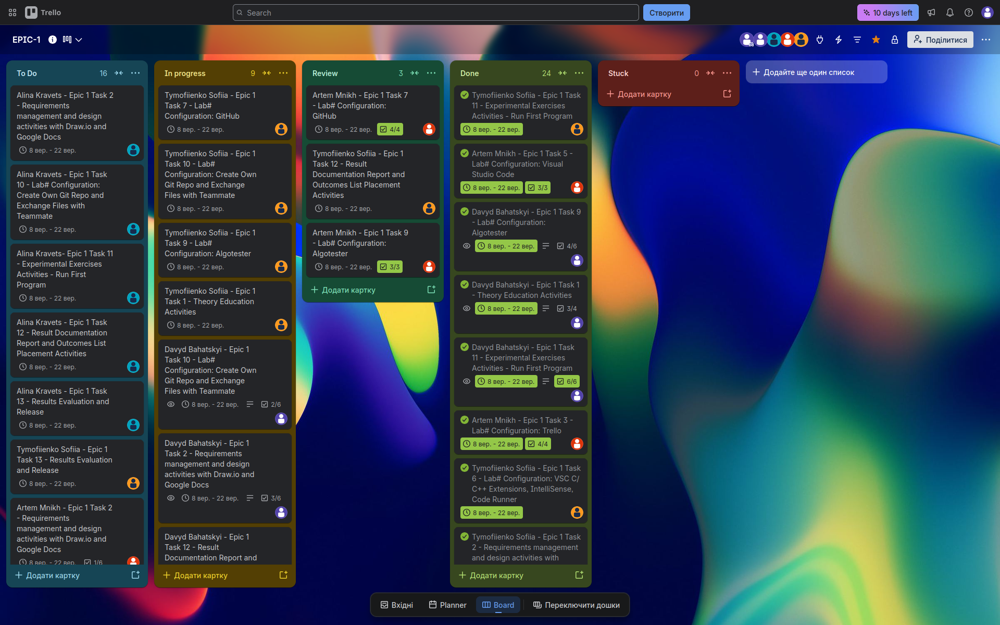 Trello
Search
Створити
10 days left
EPIC-1
Поділитися
To Do 16
Alina Kravets - Epic 1 Task 2
- Requirements
management and design
activities with Draw.io and
Google Docs
8 вер. - 22 вер.
Alina Kravets - Epic 1 Task
10 - Lab# Configuration:
Create Own Git Repo and
Exchange Files with
Teammate
8 вер. - 22 вер.
Alina Kravets- Epic 1 Task 11
- Experimental Exercises
Activities - Run First
Program
8 вер. - 22 вер.
Alina Kravets - Epic 1 Task
12 - Result Documentation
Report and Outcomes List
Placement Activities
8 вер. - 22 вер.
Alina Kravets - Epic 1 Task
13 - Results Evaluation and
Release
8 вер. - 22 вер.
Tymofiienko Sofiia - Epic 1
Task 13 - Results Evaluation
and Release
8 вер. - 22 вер.
Artem Mnikh - Epic 1 Task 2
- Requirements
management and design
activities with Draw.io and
Google Docs
8 вер. - 22 вер. 1/6
Додати картку
In progress 9
Tymofiienko Sofiia - Epic 1
Task 7 - Lab#
Configuration: GitHub
8 вер. - 22 вер.
Tymofiienko Sofiia - Epic 1
Task 10 - Lab#
Configuration: Create Own
Git Repo and Exchange
Files with Teammate
8 вер. - 22 вер.
Tymofiienko Sofiia - Epic 1
Task 9 - Lab#
Configuration: Algotester
8 вер. - 22 вер.
Tymofiienko Sofiia - Epic 1
Task 1 - Theory Education
Activities
8 вер. - 22 вер.
Davyd Bahatskyi - Epic 1
Task 10 - Lab#
Configuration: Create Own
Git Repo and Exchange
Files with Teammate
8 вер. - 22 вер. 2/6
Davyd Bahatskyi - Epic 1
Task 2 - Requirements
management and design
activities with Draw.io and
Google Docs
8 вер. - 22 вер. 3/6
Davyd Bahatskyi - Epic 1
Task 12 - Result
Documentation Report and
Додати картку
Review 3
Artem Mnikh - Epic 1 Task 7
- Lab# Configuration:
GitHub
8 вер. - 22 вер. 4/4
Tymofiienko Sofiia - Epic 1
Task 12 - Result
Documentation Report and
Outcomes List Placement
Activities
8 вер. - 22 вер.
Artem Mnikh - Epic 1 Task 9
- Lab# Configuration:
Algotester
8 вер. - 22 вер. 3/3
Додати картку
Done 24
Tymofiienko Sofiia - Epic 1 Task
11 - Experimental Exercises
Activities - Run First Program
8 вер. - 22 вер.
Artem Mnikh - Epic 1 Task 5 -
Lab# Configuration: Visual
Studio Code
8 вер. - 22 вер. 3/3
Davyd Bahatskyi - Epic 1 Task 9
- Lab# Configuration:
Algotester
8 вер. - 22 вер. 4/6
Davyd Bahatskyi - Epic 1 Task 1
- Theory Education Activities
8 вер. - 22 вер. 3/4
Davyd Bahatskyi - Epic 1 Task
11 - Experimental Exercises
Activities - Run First Program
8 вер. - 22 вер. 6/6
Artem Mnikh - Epic 1 Task 3 -
Lab# Configuration: Trello
8 вер. - 22 вер. 4/4
Tymofiienko Sofiia - Epic 1 Task
6 - Lab# Configuration: VSC C/
C++ Extensions, IntelliSense,
Code Runner
8 вер. - 22 вер.
Tymofiienko Sofiia - Epic 1 Task
2 - Requirements management
and design activities with
Додати картку
Stuck 0
Додати картку
Додайте ще один список
Вхідні
Planner
Board
Переключити дошки